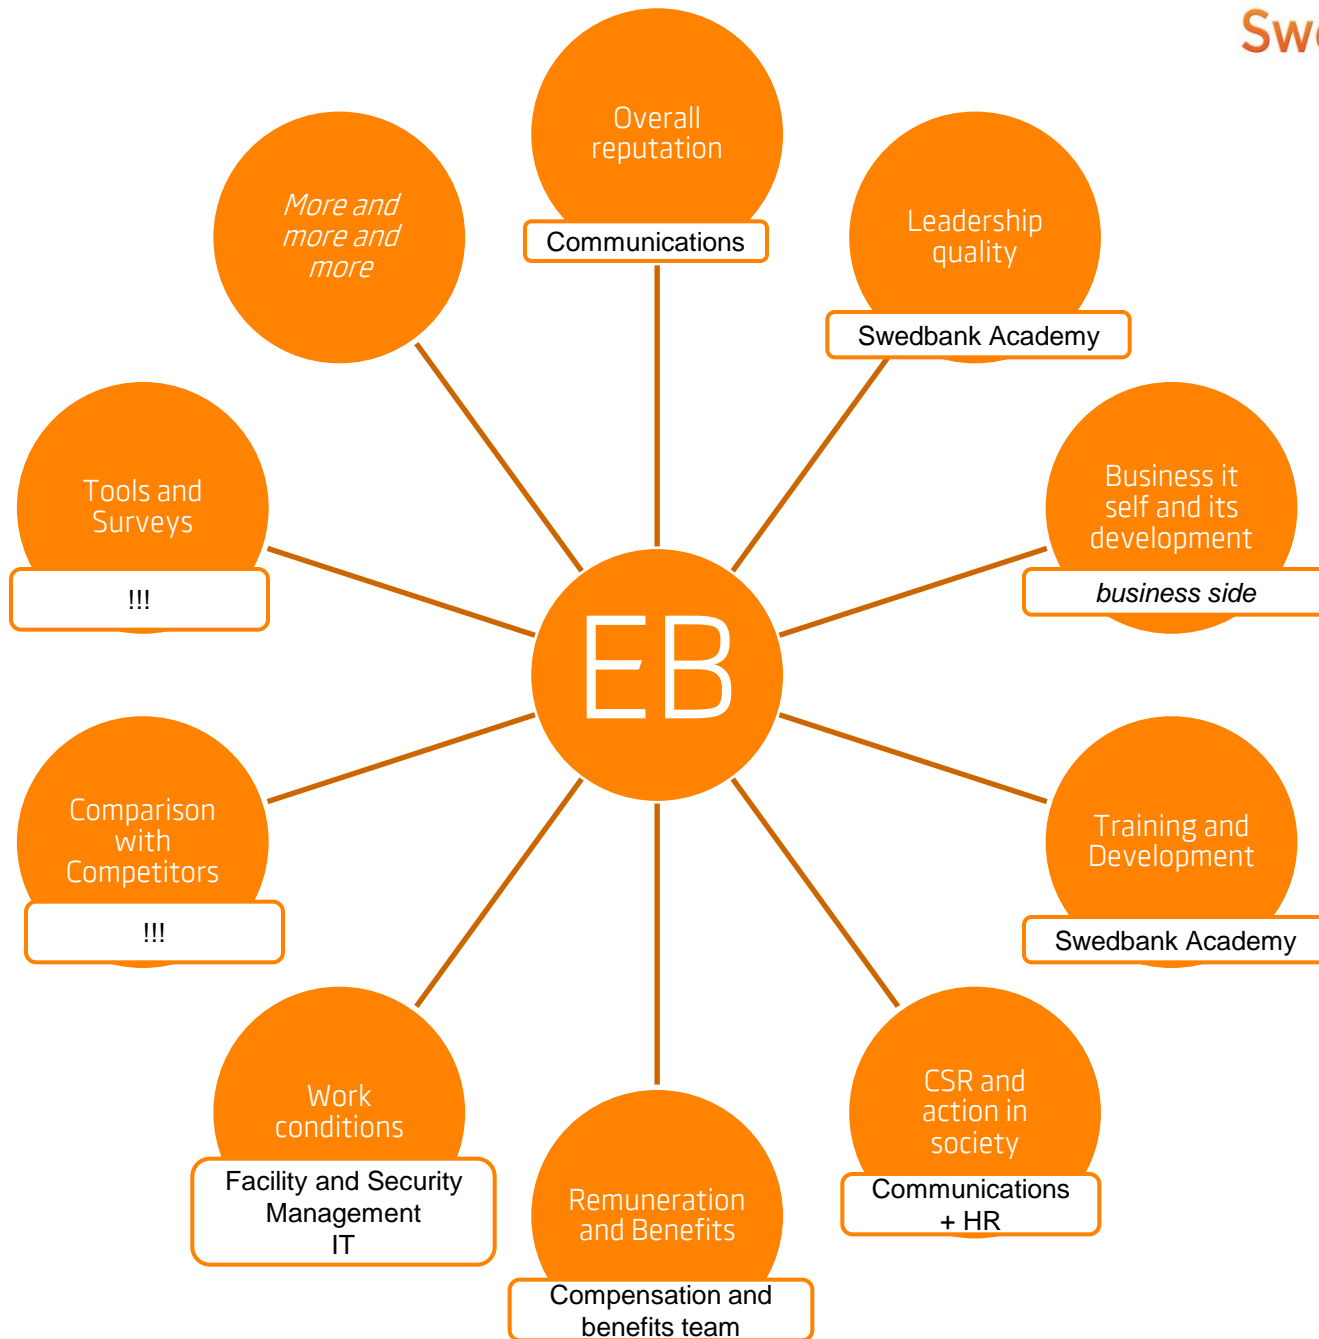 Swe
Overall
reputation
Communications
Leadership
quality
Swedbank Academy
Business it
self and its
development
business side
Training and
Development
Swedbank Academy
CSR and
action in
society
Communications
+ HR
Remuneration
and Benefits
Compensation and
benefits team
Work
conditions
Facility and Security
Management
IT
Comparison
with
Competitors
!!!
Tools and
Surveys
!!!
More and
more and
more
EB